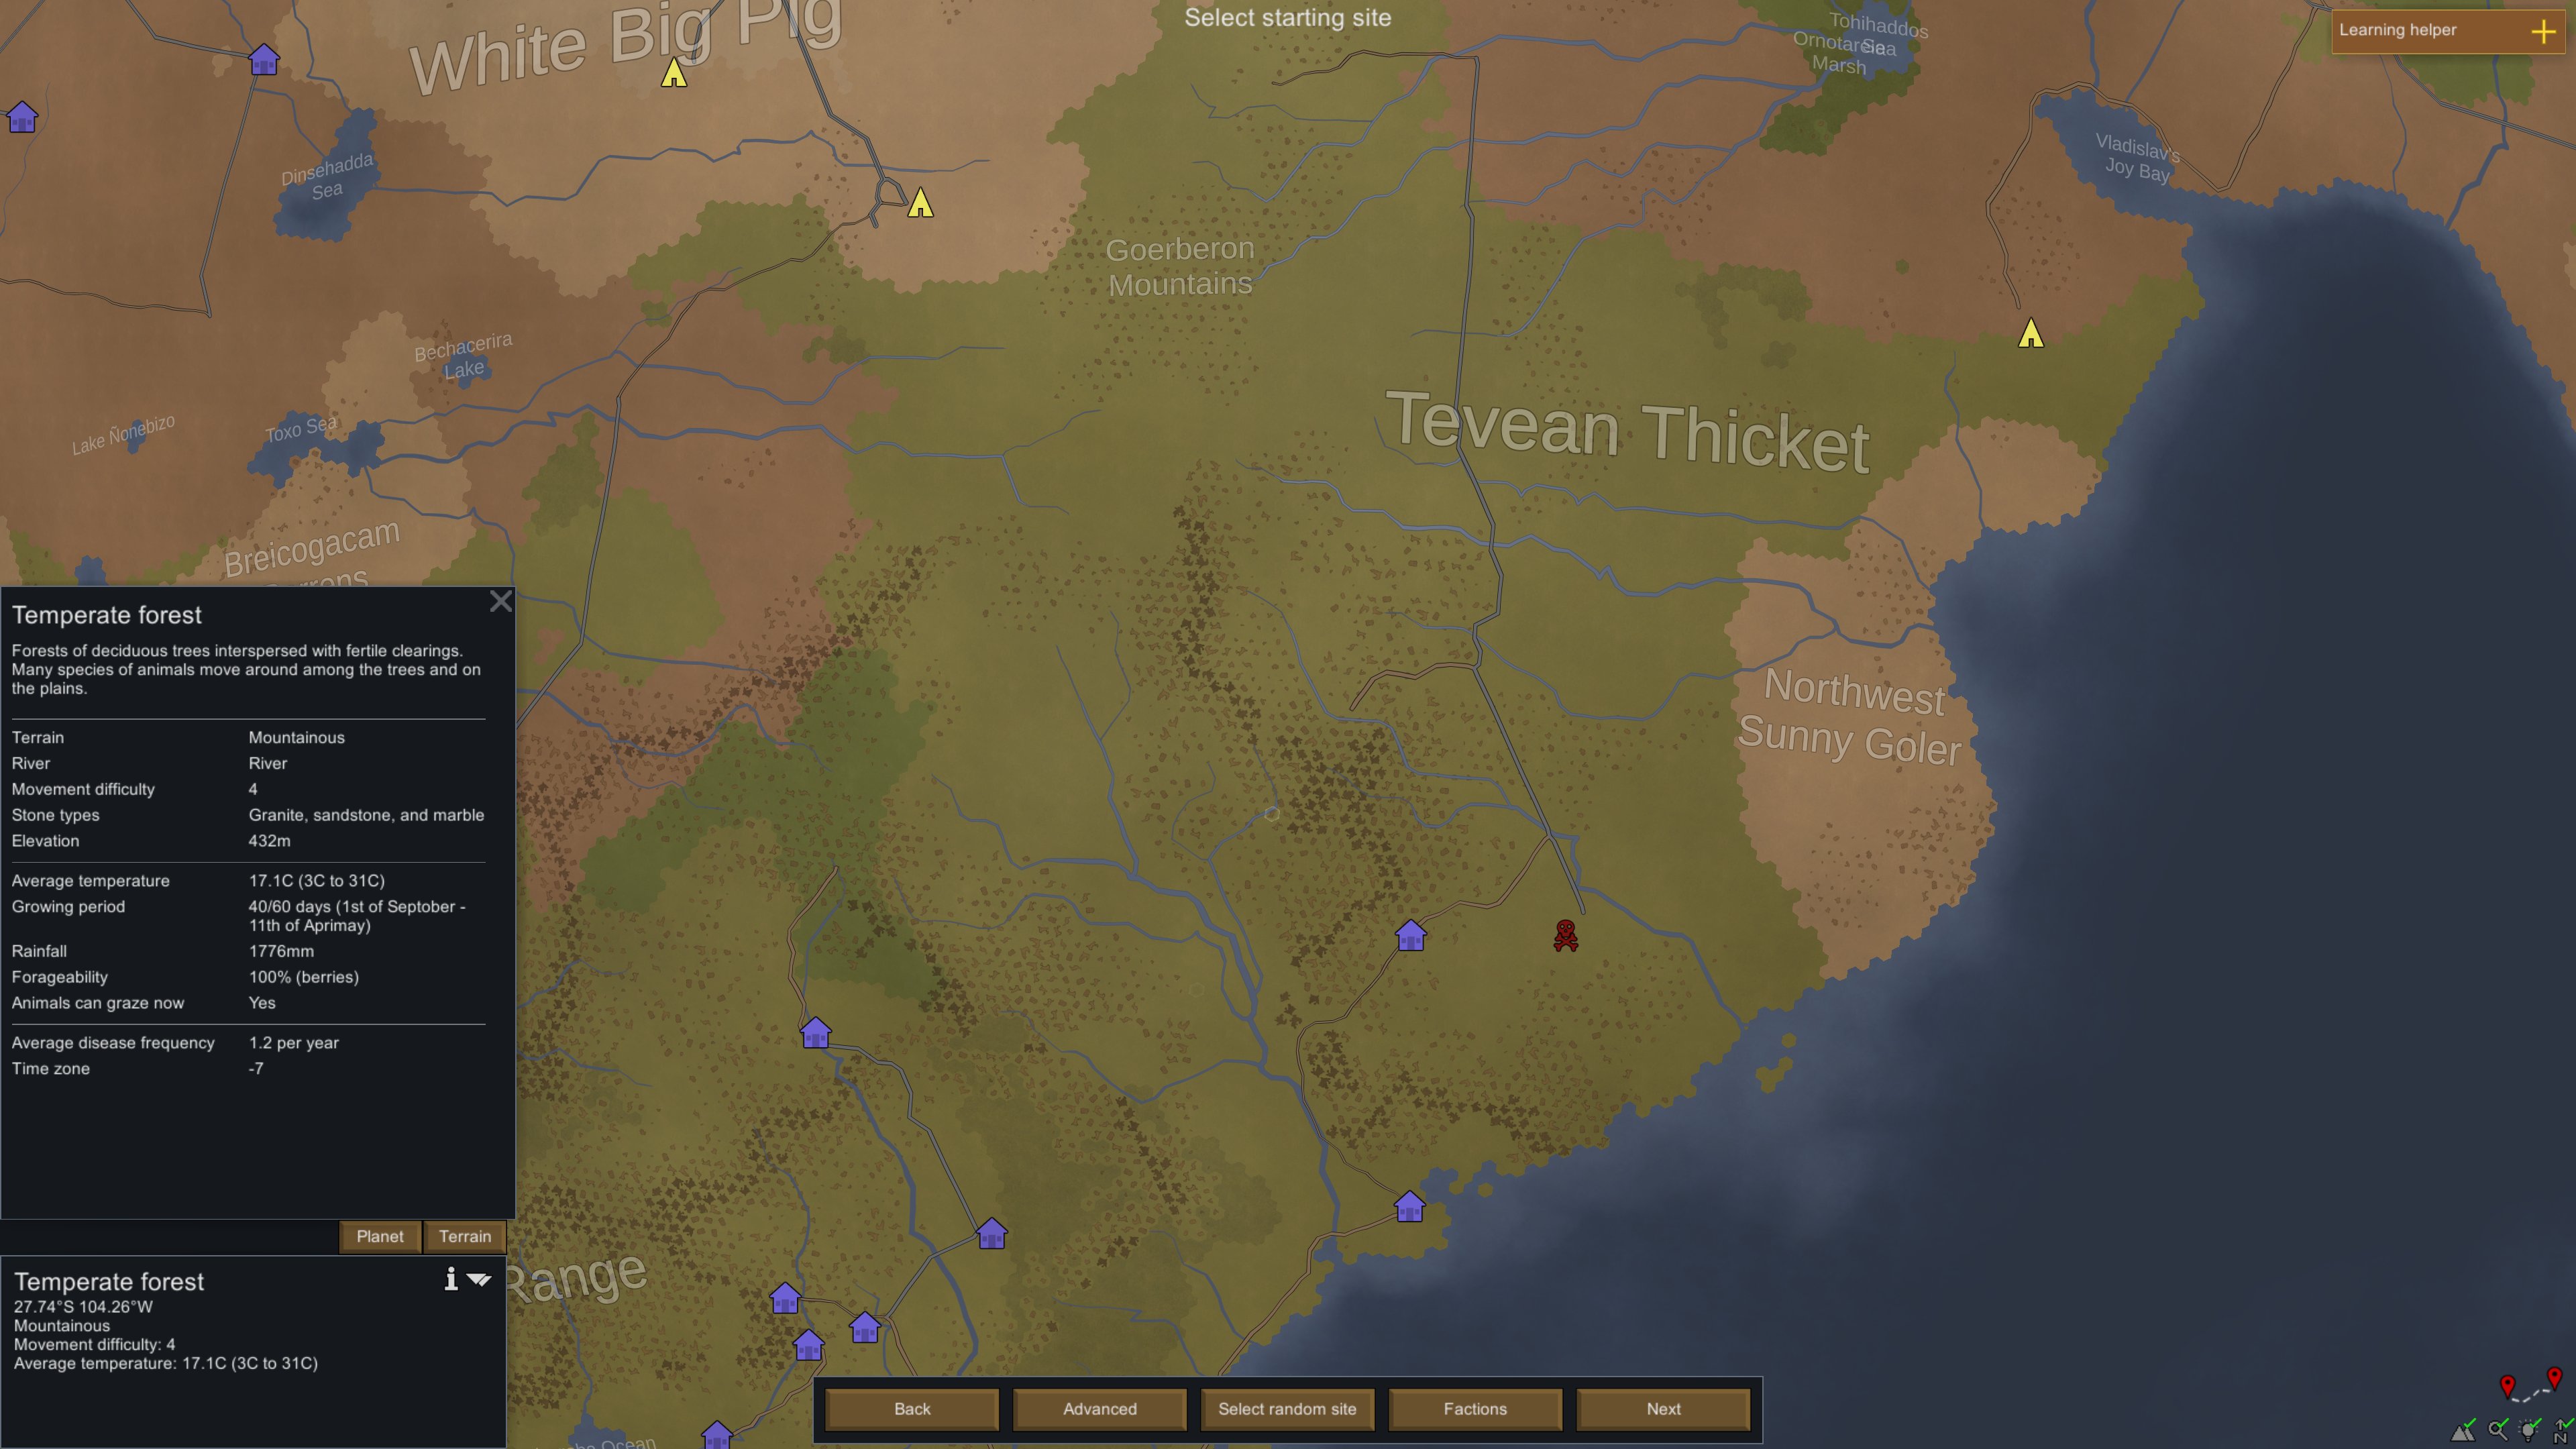 White Big Pig
Select starting site
Tohihaddos
Sea
Ornotarena
Marsh
Learning helper
Dinsehadda
Sea
Vladislav's
Joy Bay
Goerberon
Mountains
Bechacerira
Lake
Lake Ñonebizo
Toxo Sea
Tevean Thicket
Breicogacam
Northwest
Sunny Goler
Temperate forest
Forests of deciduous trees interspersed with fertile clearings.
Many species of animals move around among the trees and on
the plains.
Terrain Mountainous
River River
Movement difficulty 4
Stone types Granite, sandstone, and marble
Elevation 432m
Average temperature 17.1C (3C to 31C)
Growing period 40/60 days (1st of Septober -
11th of Aprimay)
Rainfall 1776mm
Forageability 100% (berries)
Animals can graze now Yes
Average disease frequency 1.2 per year
Time zone -7
Planet Terrain
Temperate forest
27.74°S 104.26°W
Mountainous
Movement difficulty: 4
Average temperature: 17.1C (3C to 31C)
Range
Ocean
Back Advanced Select random site Factions Next
N